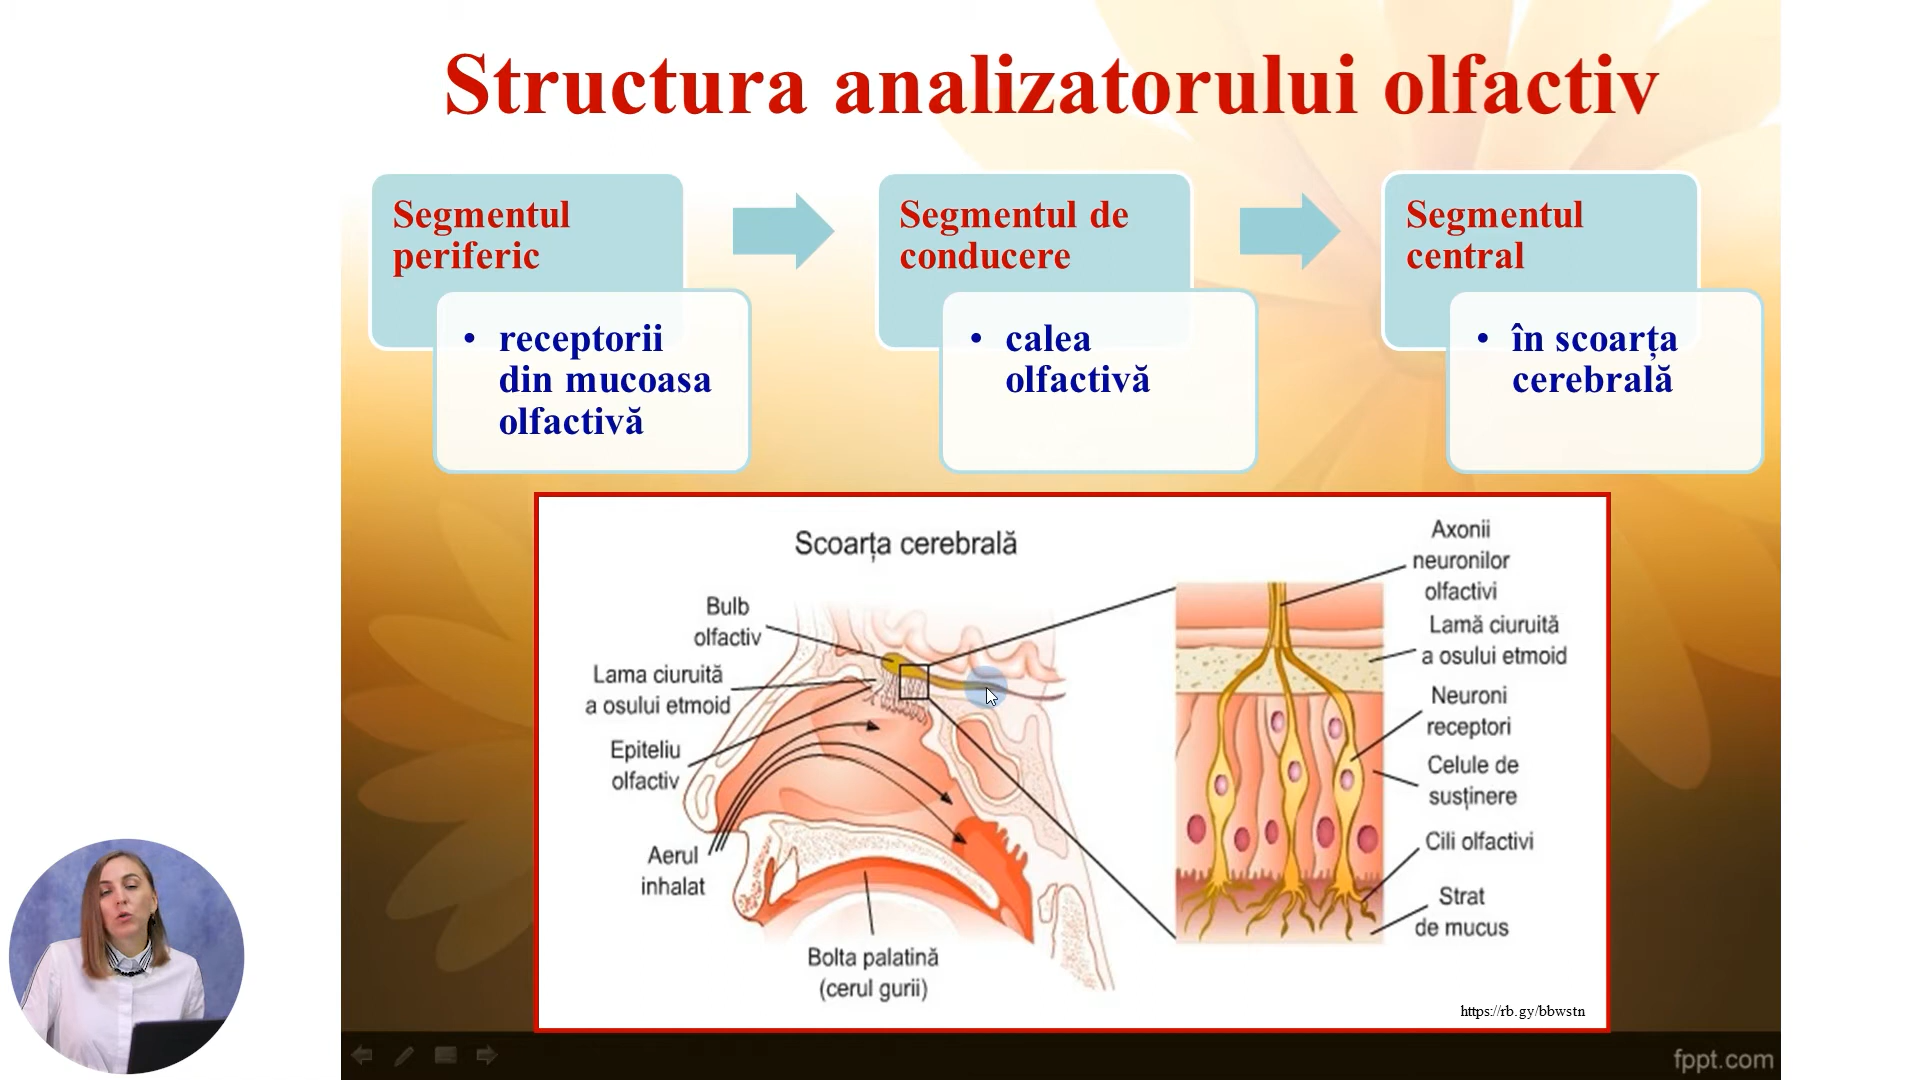 Structura analizatorului olfactiv
Segmentul
periferic
• receptorii
din mucoasa
olfactivă
Segmentul de
conducere
• calea
olfactivă
Segmentul
central
• în scoarța
cerebrală
Scoarța cerebrală
Bulb
olfactiv
Lama ciuruită
a osului etmoid
Epiteliu
olfactiv
Aerul
inhalat
Bolta palatină
(cerul gurii)
Axonii
neuronilor
olfactivi
Lamă ciuruită
a osului etmoid
Neuroni
receptori
Celule de
susținere
Cili olfactivi
Strat
de mucus
https://rb.gy/bbwstn
fppt.com